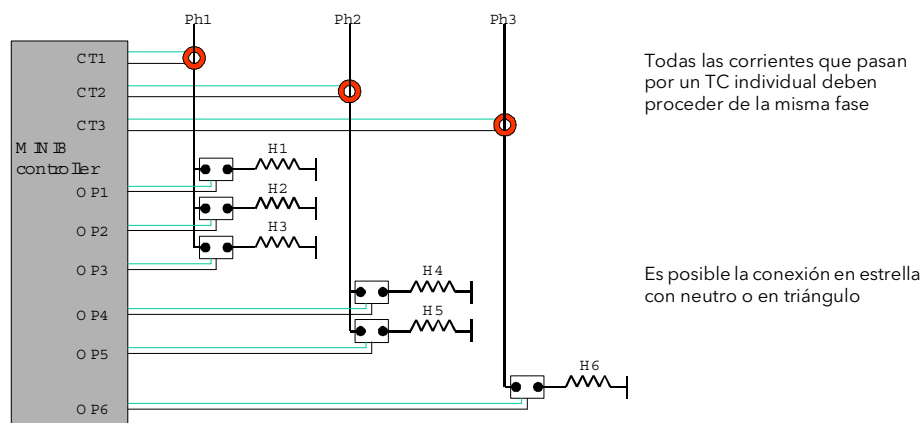 Ph1
Ph2
Ph3
CT1
CT2
CT3
MINI8
controller
OP1
OP2
OP3
OP4
OP5
OP6
H1
H2
H3
H4
H5
H6
Todas las corrientes que pasan
por un TC individual deben
proceder de la misma fase
Es posible la conexión en estrella
con neutro o en triángulo